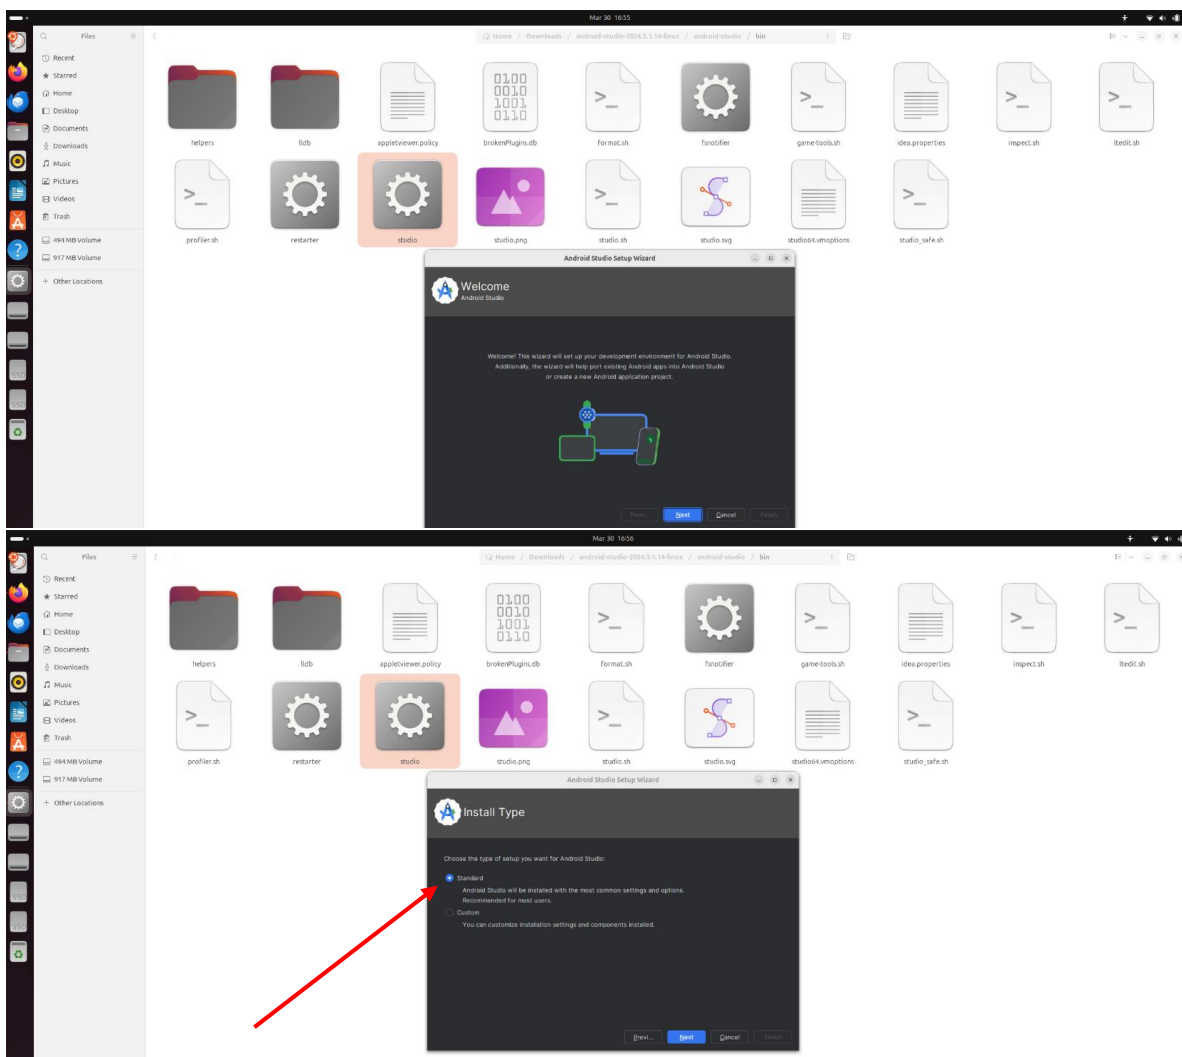 Mar 30 16:55
Files
Home / Downloads / android-studio-2024.3.1.14-linux / android-studio / bin
Recent
Starred
Home
Desktop
Documents
Downloads
Music
Pictures
Videos
Trash
494 MB Volume
917 MB Volume
+ Other Locations
helpers
lldb
appletviewer.policy
brokenPlugins.db
format.sh
fsnotifier
game-tools.sh
idea.properties
inspect.sh
ltedit.sh
profiler.sh
restarter
studio
studio.png
studio.sh
studio.svg
studio64.vmoptions
studio_safe.sh
Android Studio Setup Wizard
Welcome
Android Studio
Welcome! This wizard will set up your development environment for Android Studio.
Additionally, the wizard will help port existing Android apps into Android Studio
or create a new Android application project.
Prev...
Next
Cancel
Finish
Mar 30 16:56
Files
Home / Downloads / android-studio-2024.3.1.14-linux / android-studio / bin
Recent
Starred
Home
Desktop
Documents
Downloads
Music
Pictures
Videos
Trash
494 MB Volume
917 MB Volume
+ Other Locations
helpers
lldb
appletviewer.policy
brokenPlugins.db
format.sh
fsnotifier
game-tools.sh
idea.properties
inspect.sh
ltedit.sh
profiler.sh
restarter
studio
studio.png
studio.sh
studio.svg
studio64.vmoptions
studio_safe.sh
Android Studio Setup Wizard
Install Type
Choose the type of setup you want for Android Studio:
Standard
Android Studio will be installed with the most common settings and options.
Recommended for most users.
Custom
You can customize installation settings and components installed.
Previ...
Next
Cancel
Finish